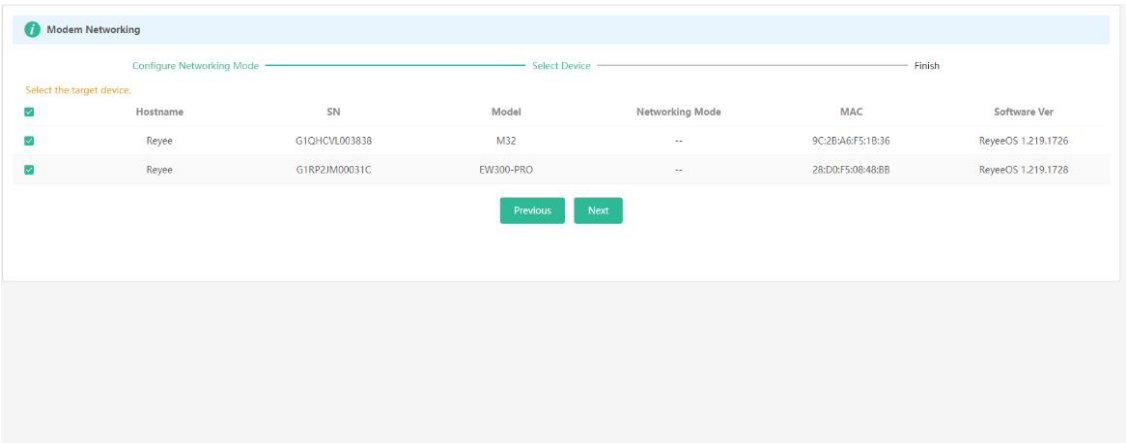 Modem Networking
Configure Networking Mode Select Device Finish
Select the target device.
Hostname SN Model Networking Mode MAC Software Ver
Reyee G1QHCVL003838 M32 -- 9C:2B:A6:F5:1B:36 ReyeeOS 1.219.1726
Reyee G1RP2JM00031C EW300-PRO -- 28:D0:F5:08:48:BB ReyeeOS 1.219.1728
Previous Next